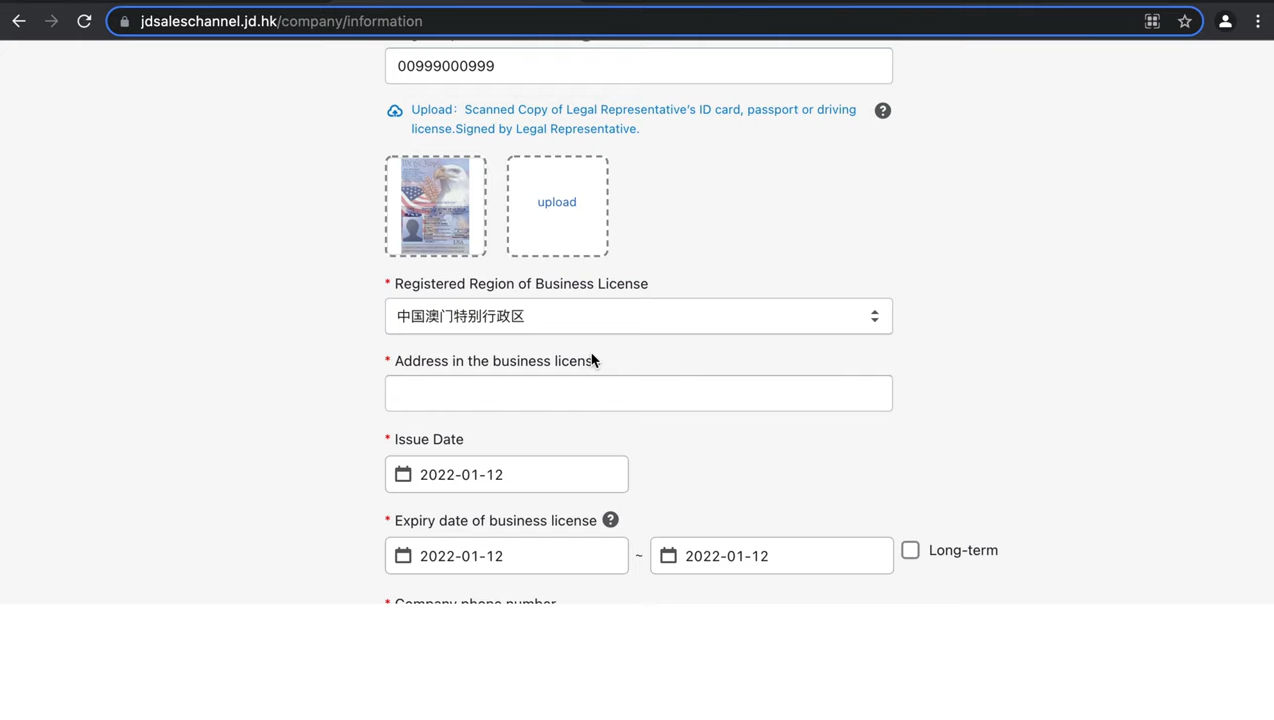 jdsaleschannel.jd.hk/company/information
00999000999
Upload: Scanned Copy of Legal Representative's ID card, passport or driving
license.Signed by Legal Representative.
upload
* Registered Region of Business License
中国澳门特别行政区
* Address in the business license
* Issue Date
2022-01-12
* Expiry date of business license
2022-01-12 ~ 2022-01-12 Long-term
* Company phone number